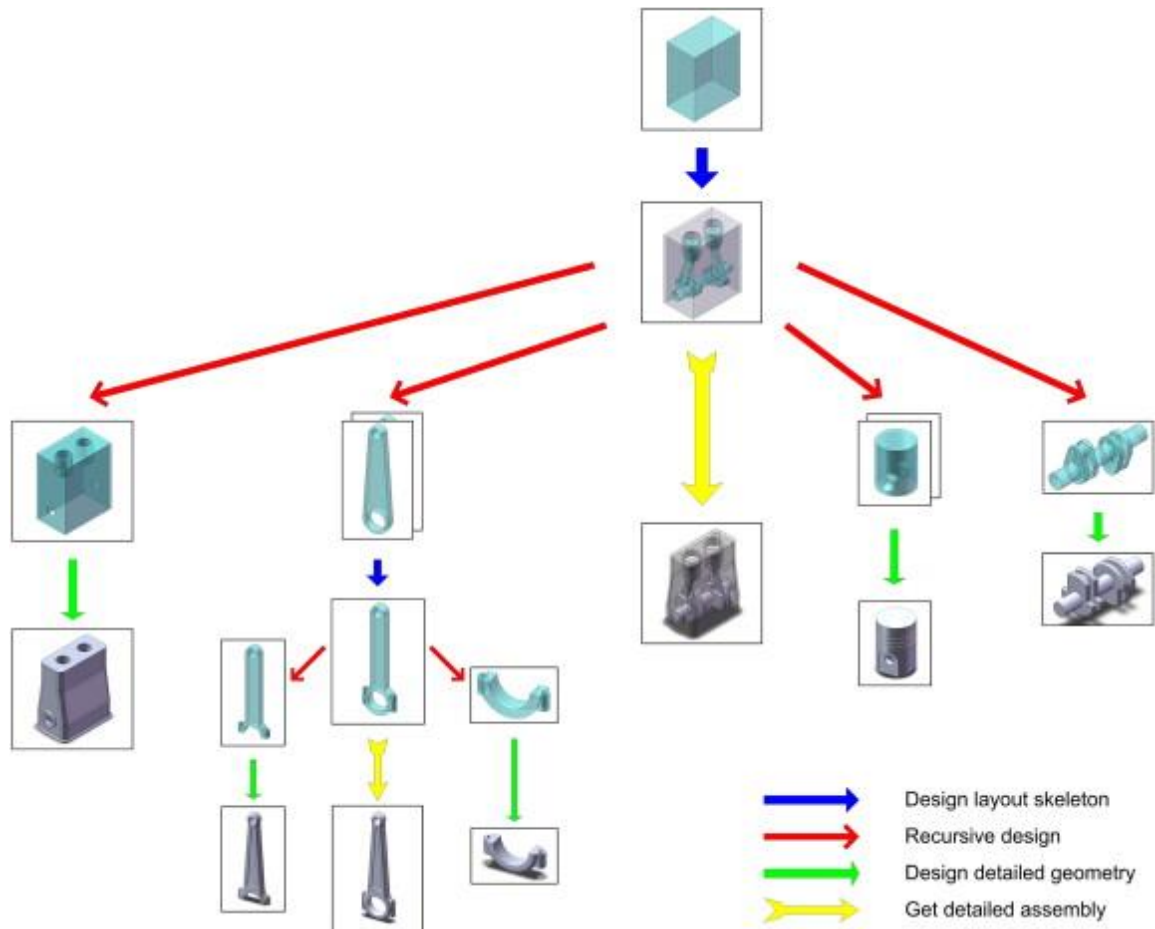 Design layout skeleton
Recursive design
Design detailed geometry
Get detailed assembly